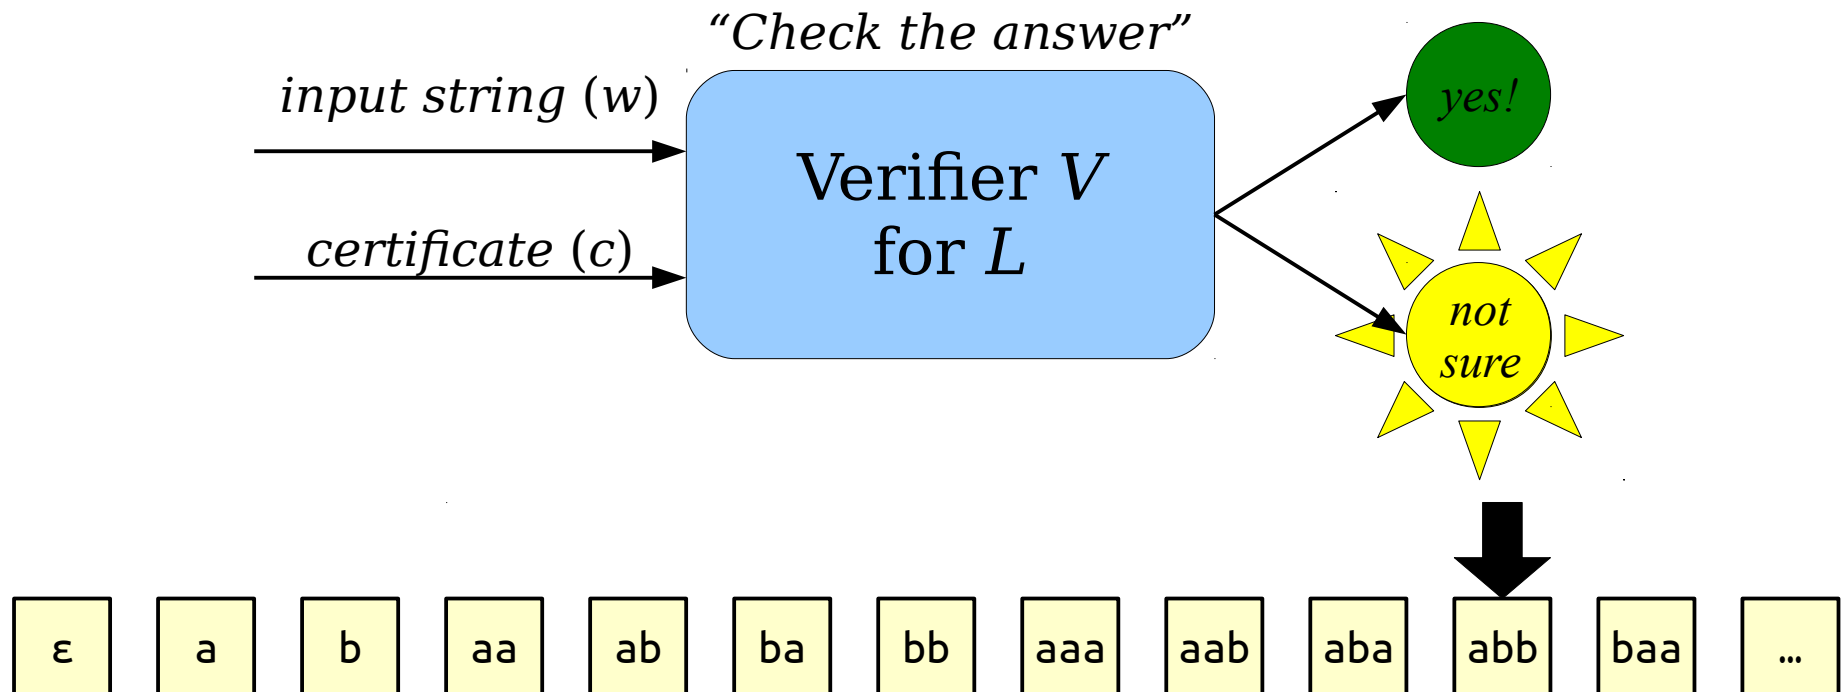 “Check the answer”
input string (w)
certificate (c)
Verifier V
for L
yes!
not
sure
ε a b aa ab ba bb aaa aab aba abb baa …